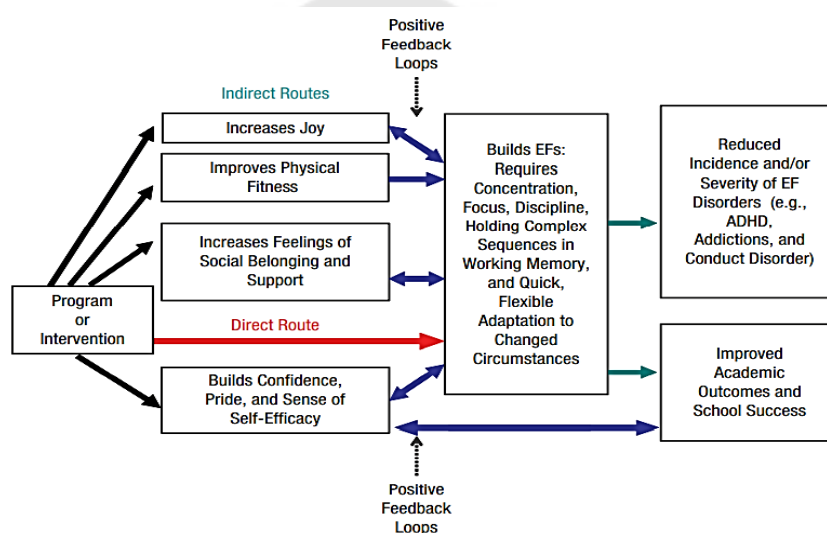 Positive
Feedback
Loops
Indirect Routes
Increases Joy
Improves Physical
Fitness
Increases Feelings of
Social Belonging and
Support
Program
or
Intervention
Direct Route
Builds Confidence,
Pride, and Sense of
Self-Efficacy
Builds EFs:
Requires
Concentration,
Focus, Discipline,
Holding Complex
Sequences in
Working Memory,
and Quick,
Flexible
Adaptation to
Changed
Circumstances
Reduced
Incidence and/or
Severity of EF
Disorders (e.g.,
ADHD,
Addictions, and
Conduct Disorder)
Improved
Academic
Outcomes and
School Success
Positive
Feedback
Loops